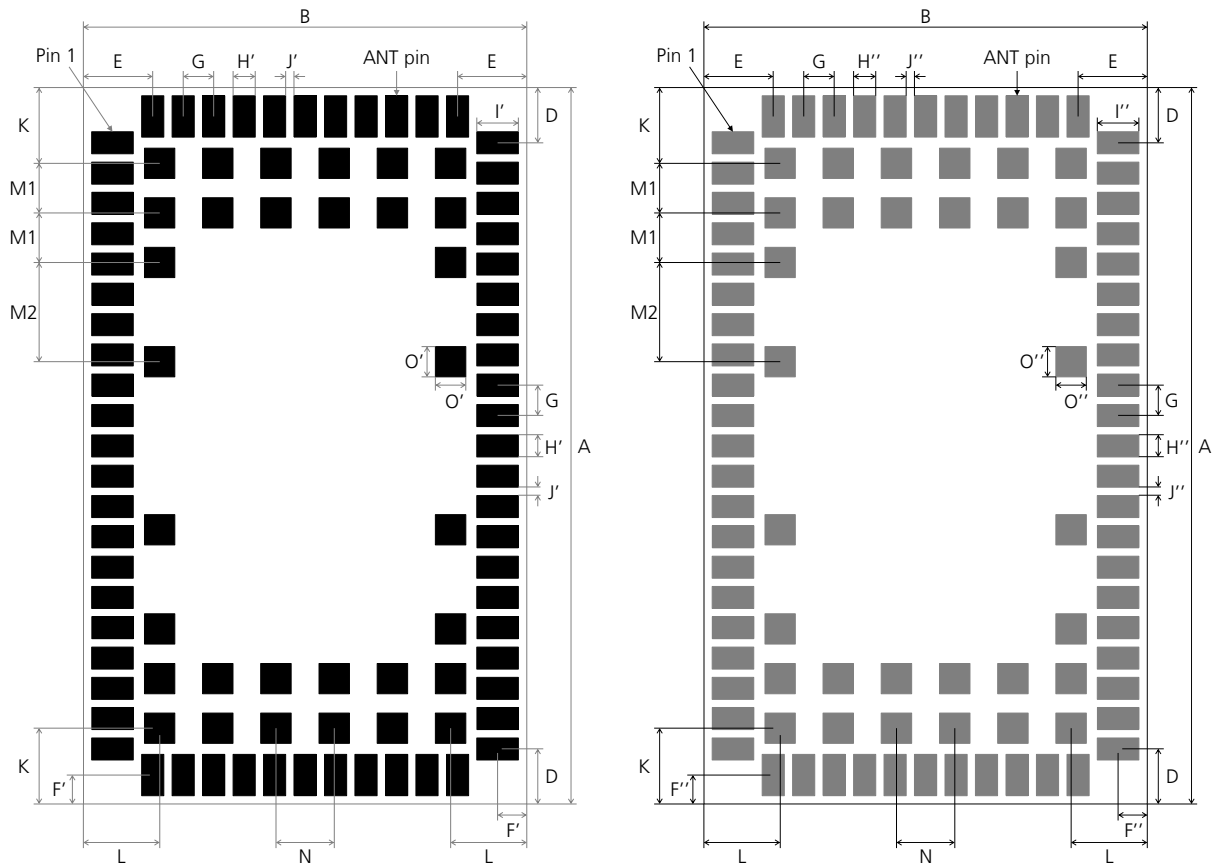 B
Pin 1
E
G
H'
J'
ANT pin
E
K
I'
D
M1
M1
M2
O'
O'
G
H'
A
J'
K
F'
D
F'
L
N
L
B
Pin 1
E
G
H''
J''
ANT pin
E
K
I''
D
M1
M1
M2
O''
O''
G
H''
A
J''
K
F''
D
F''
L
N
L